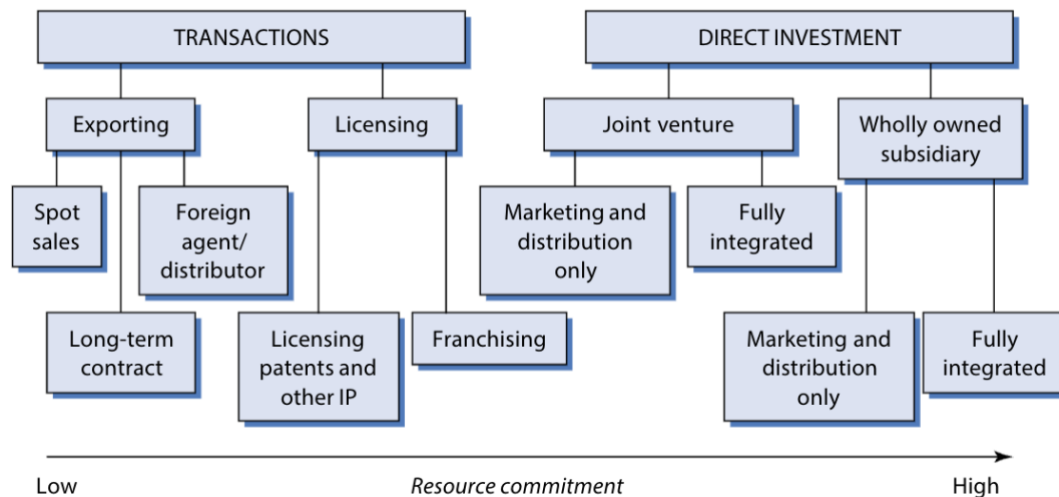 TRANSACTIONS
DIRECT INVESTMENT
Exporting
Licensing
Joint venture
Wholly owned
subsidiary
Spot
sales
Foreign
agent/
distributor
Marketing and
distribution
only
Fully
integrated
Long-term
contract
Licensing
patents and
other IP
Franchising
Marketing and
distribution
only
Fully
integrated
Low
Resource commitment
High